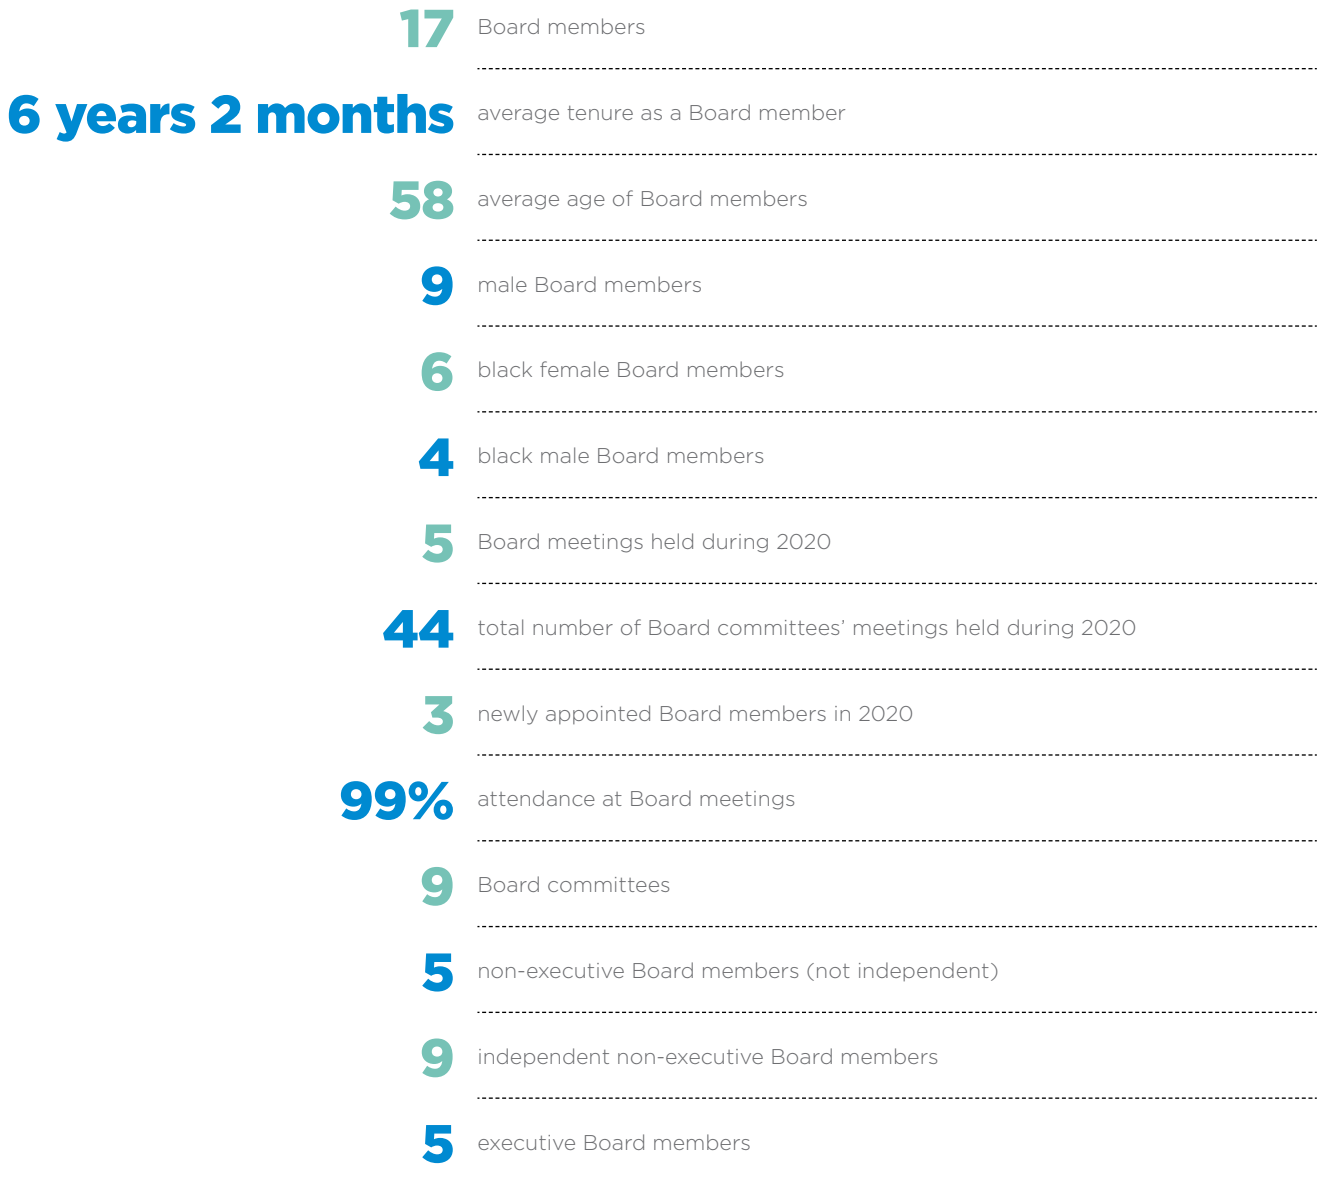 17 Board members
6 years 2 months average tenure as a Board member
58 average age of Board members
9 male Board members
6 black female Board members
4 black male Board members
5 Board meetings held during 2020
44 total number of Board committees’ meetings held during 2020
3 newly appointed Board members in 2020
99% attendance at Board meetings
9 Board committees
5 non-executive Board members (not independent)
9 independent non-executive Board members
5 executive Board members